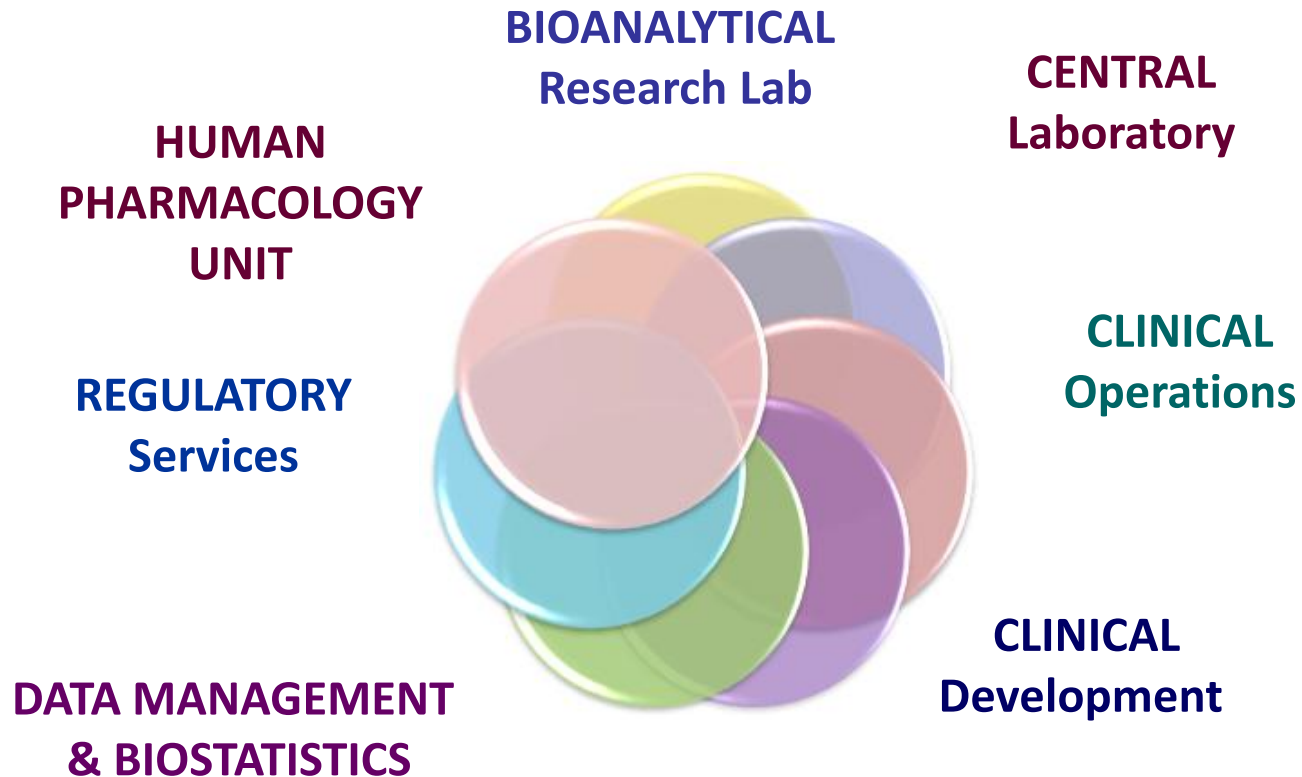 BIOANALYTICAL
Research Lab
CENTRAL
Laboratory
HUMAN
PHARMACOLOGY
UNIT
CLINICAL
Operations
REGULATORY
Services
CLINICAL
Development
DATA MANAGEMENT
& BIOSTATISTICS